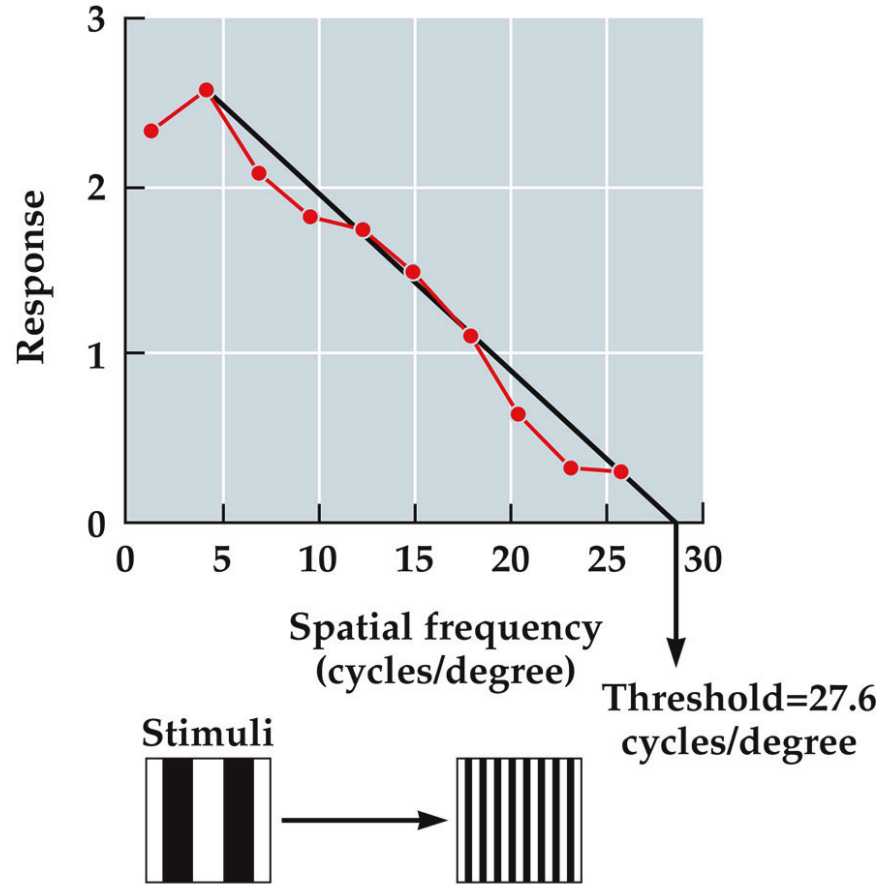 3
2
1
0
Response
0 5 10 15 20 25 30
Spatial frequency
(cycles/degree)
Threshold=27.6
cycles/degree
Stimuli